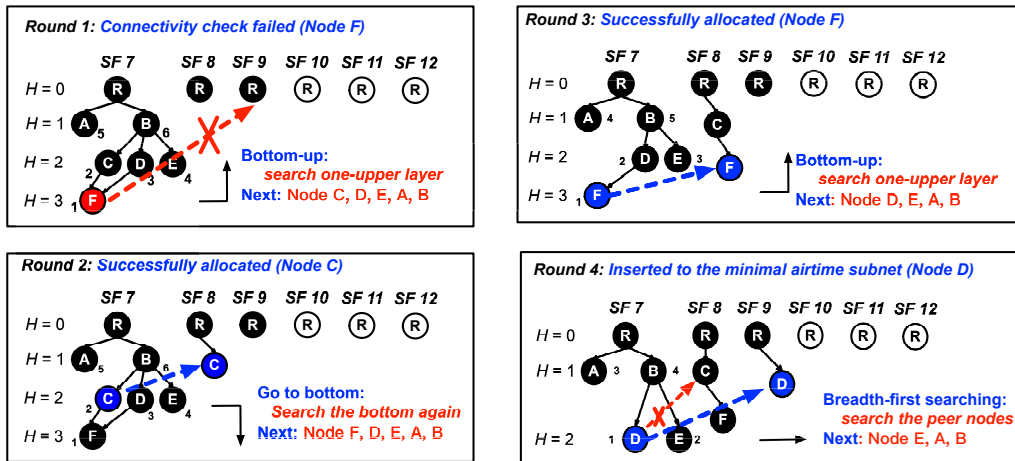 Round 1: Connectivity check failed (Node F)
SF 7 SF 8 SF 9 SF 10 SF 11 SF 12
H = 0 R R R R R R
H = 1 A 5 B 6
H = 2 C 2 D 3 E 4
H = 3 1 F
Bottom-up:
search one-upper layer
Next: Node C, D, E, A, B
Round 3: Successfully allocated (Node F)
SF 7 SF 8 SF 9 SF 10 SF 11 SF 12
H = 0 R R R R R R
H = 1 A 4 B 5 C
H = 2 2 D E 3 F
H = 3 1 F
Bottom-up:
search one-upper layer
Next: Node D, E, A, B
Round 2: Successfully allocated (Node C)
SF 7 SF 8 SF 9 SF 10 SF 11 SF 12
H = 0 R R R R R R
H = 1 A 5 B 6 C
H = 2 2 C D 3 E 4
H = 3 1 F
Go to bottom:
Search the bottom again
Next: Node F, D, E, A, B
Round 4: Inserted to the minimal airtime subnet (Node D)
SF 7 SF 8 SF 9 SF 10 SF 11 SF 12
H = 0 R R R R R R
H = 1 A 3 B 4 C D
F
H = 2 1 D E 2
Breadth-first searching:
search the peer nodes
Next: Node E, A, B